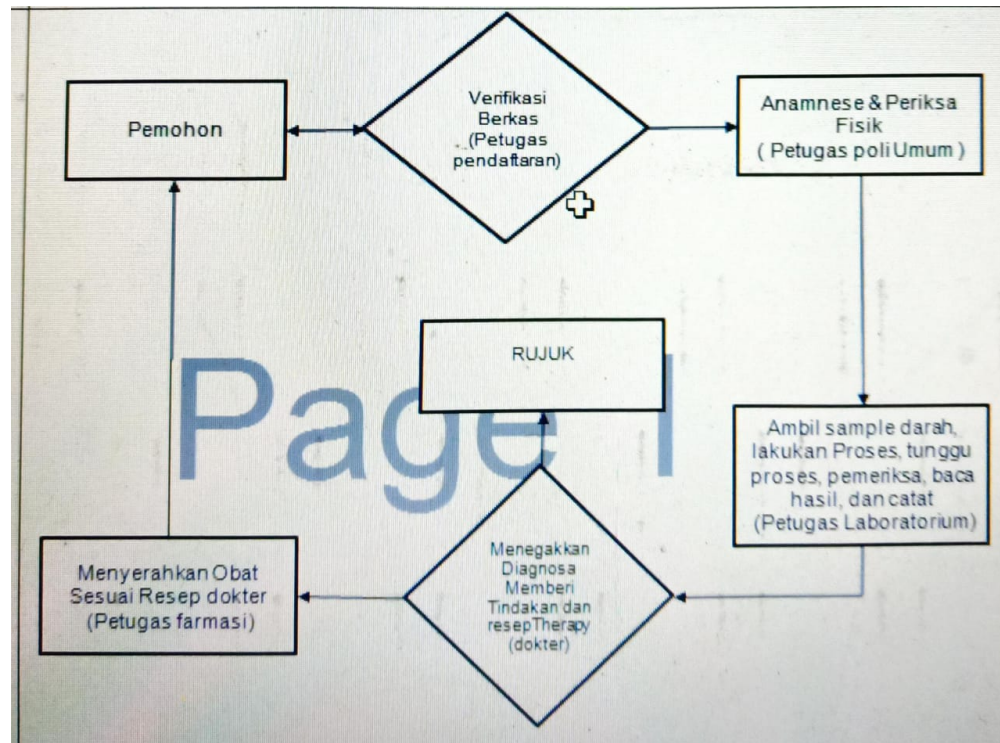 Pemohon
Verifikasi
Berkas
(Petugas
pendaftaran)
Anamnese & Periksa
Fisik
( Petugas poli Umum )
RUJUK
Page 1
Ambil sample darah,
lakukan Proses, tunggu
proses, pemeriksa, baca
hasil, dan catat
(Petugas Laboratorium)
Menegakkan
Diagnosa
Memberi
Tindakan dan
resepTherapy
(dokter)
Menyerahkan Obat
Sesuai Resep dokter
(Petugas farmasi)